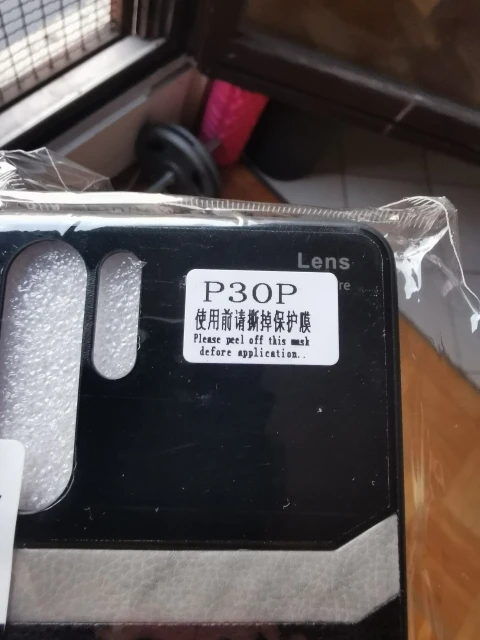 Lens
P30P
使用前请撕掉保护膜
Please peel off this mask
defore application..